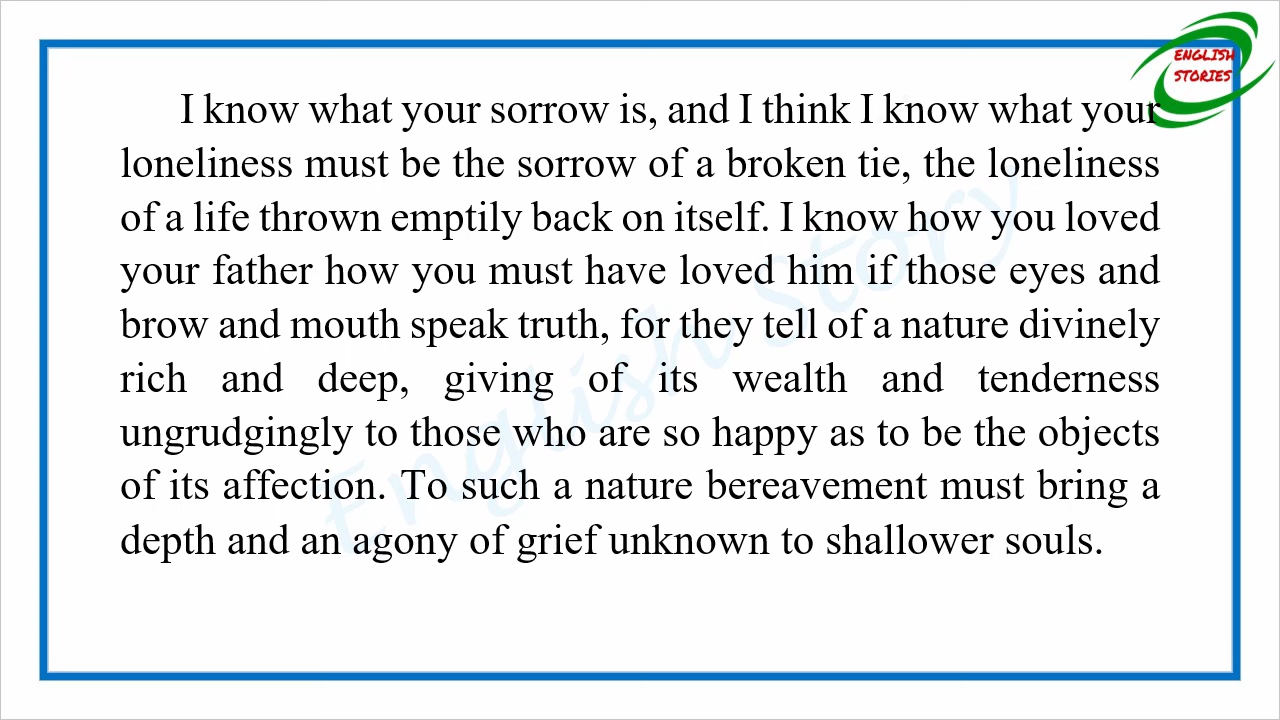 ENGLISH
STORIES
I know what your sorrow is, and I think I know what your
loneliness must be the sorrow of a broken tie, the loneliness
of a life thrown emptily back on itself. I know how you loved
your father how you must have loved him if those eyes and
brow and mouth speak truth, for they tell of a nature divinely
rich and deep, giving of its wealth and tenderness
ungrudgingly to those who are so happy as to be the objects
of its affection. To such a nature bereavement must bring a
depth and an agony of grief unknown to shallower souls.
English Story